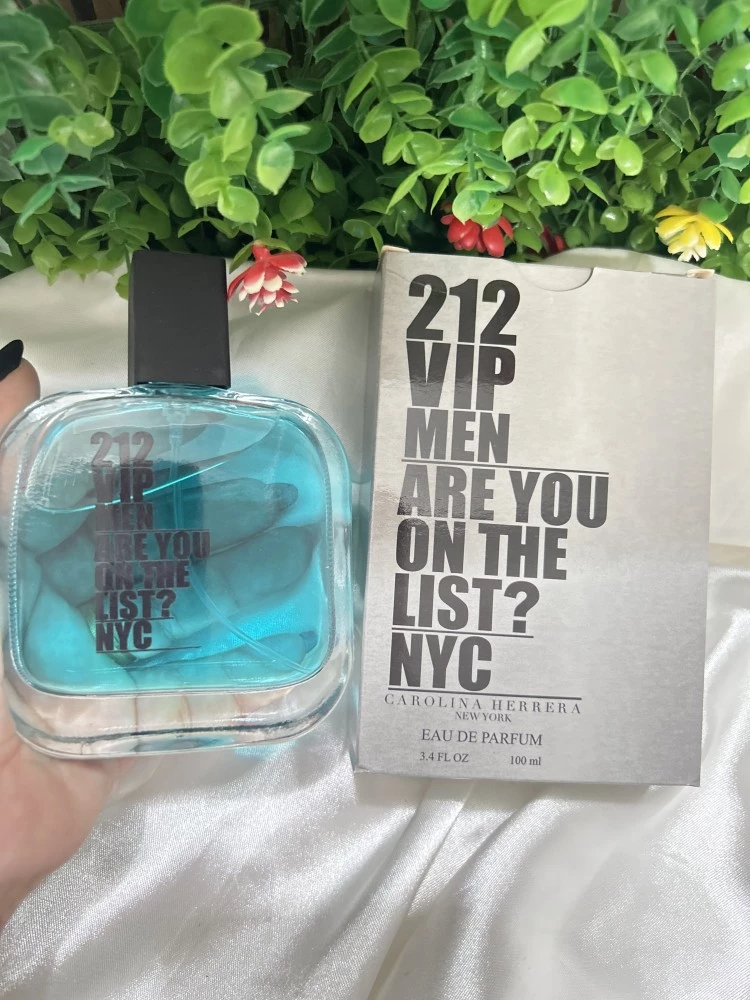 212
VIP
MEN
ARE YOU
ON THE
LIST?
NYC
212
VIP
MEN
ARE YOU
ON THE
LIST?
NYC
CAROLINA HERRERA
NEW YORK
EAU DE PARFUM
3.4 FL OZ 100 ml